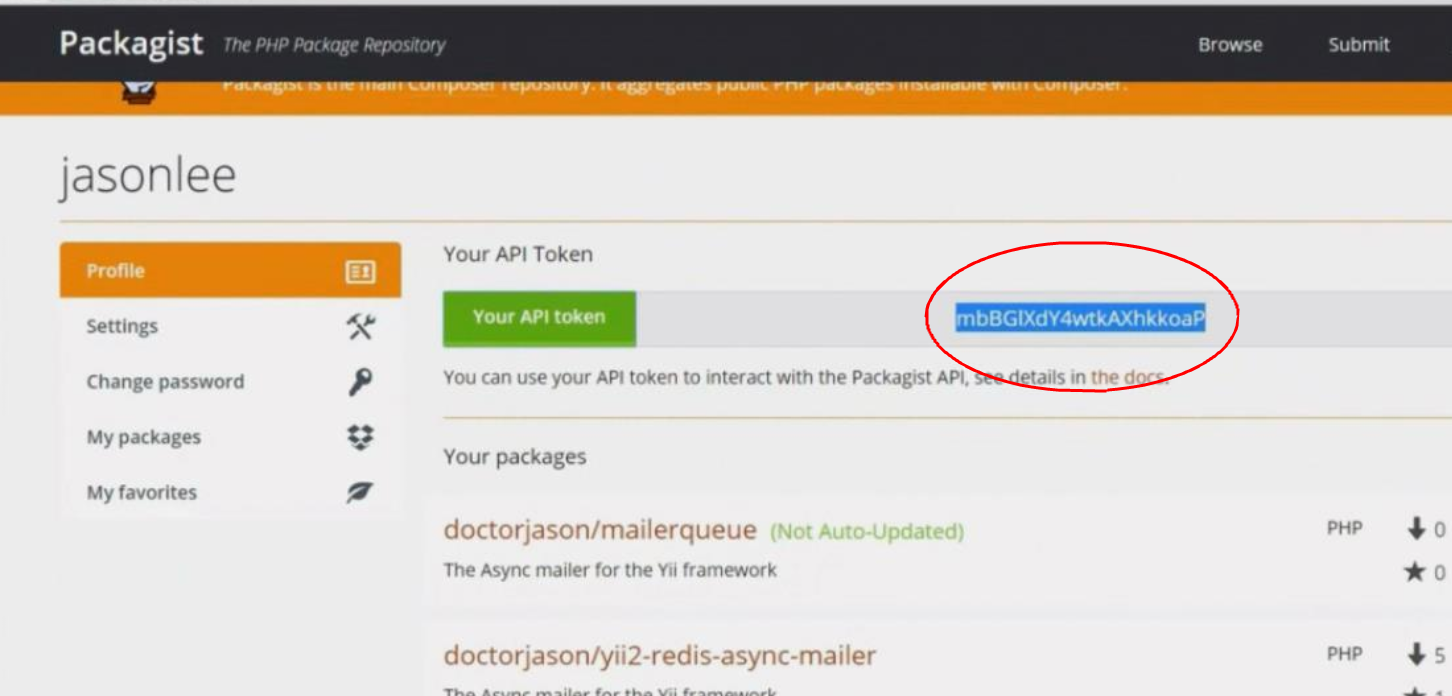 Packagist The PHP Package Repository Browse Submit
Packagist is the main Composer repository. It aggregates public PHP packages installable with Composer.
jasonlee
Profile
Settings
Change password
My packages
My favorites
Your API Token
Your API token mbBGlXdY4wtkAXhkkoaP
You can use your API token to interact with the Packagist API, see details in the docs.
Your packages
doctorjason/mailerqueue (Not Auto-Updated) PHP 0
The Async mailer for the Yii framework 0
doctorjason/yii2-redis-async-mailer PHP 5
The Async mailer for the Yii framework